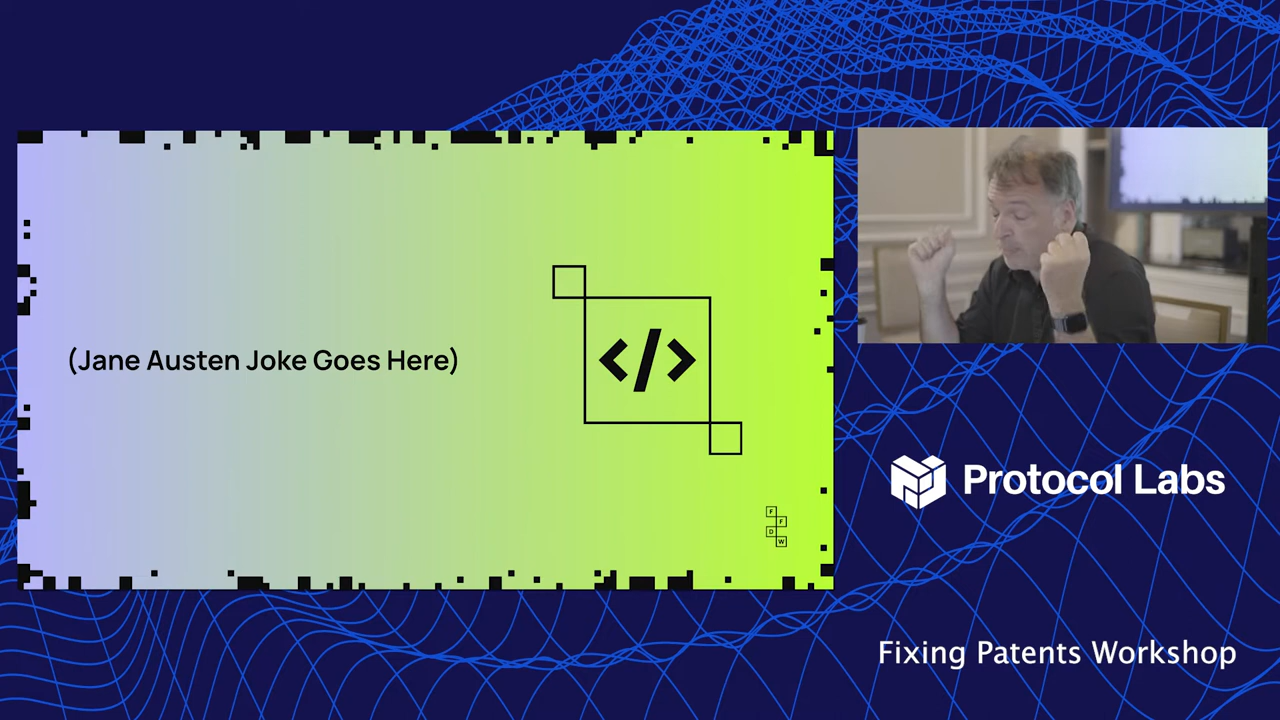 (Jane Austen Joke Goes Here)
</>
F
F
D
W
Protocol Labs
Fixing Patents Workshop